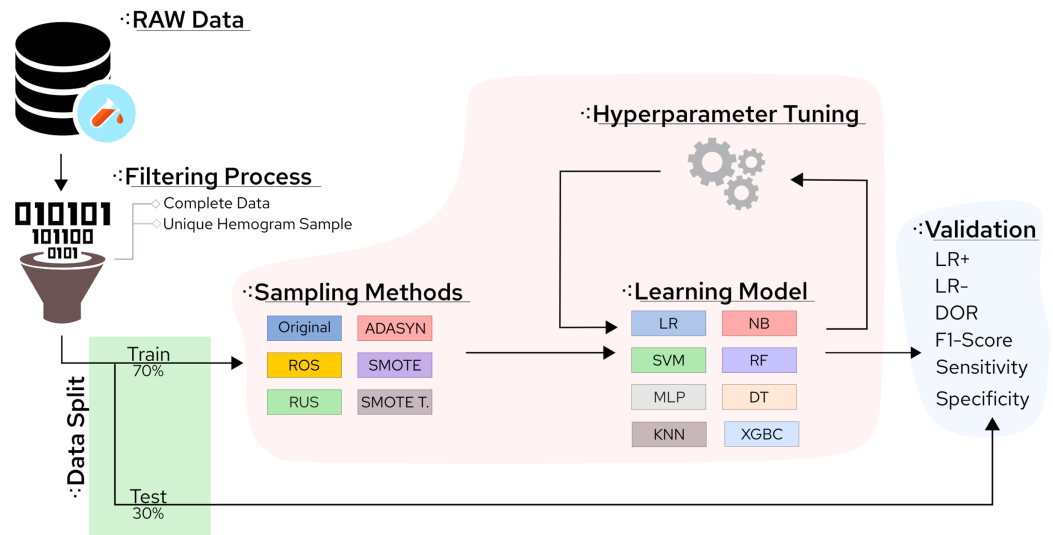 RAW Data
Filtering Process
Complete Data
Unique Hemogram Sample
010101
101100
0101
Data Split
Train
70%
Test
30%
Sampling Methods
Original
ADASYN
ROS
SMOTE
RUS
SMOTE T.
Hyperparameter Tuning
Learning Model
LR
NB
SVM
RF
MLP
DT
KNN
XGBC
Validation
LR+
LR-
DOR
F1-Score
Sensitivity
Specificity